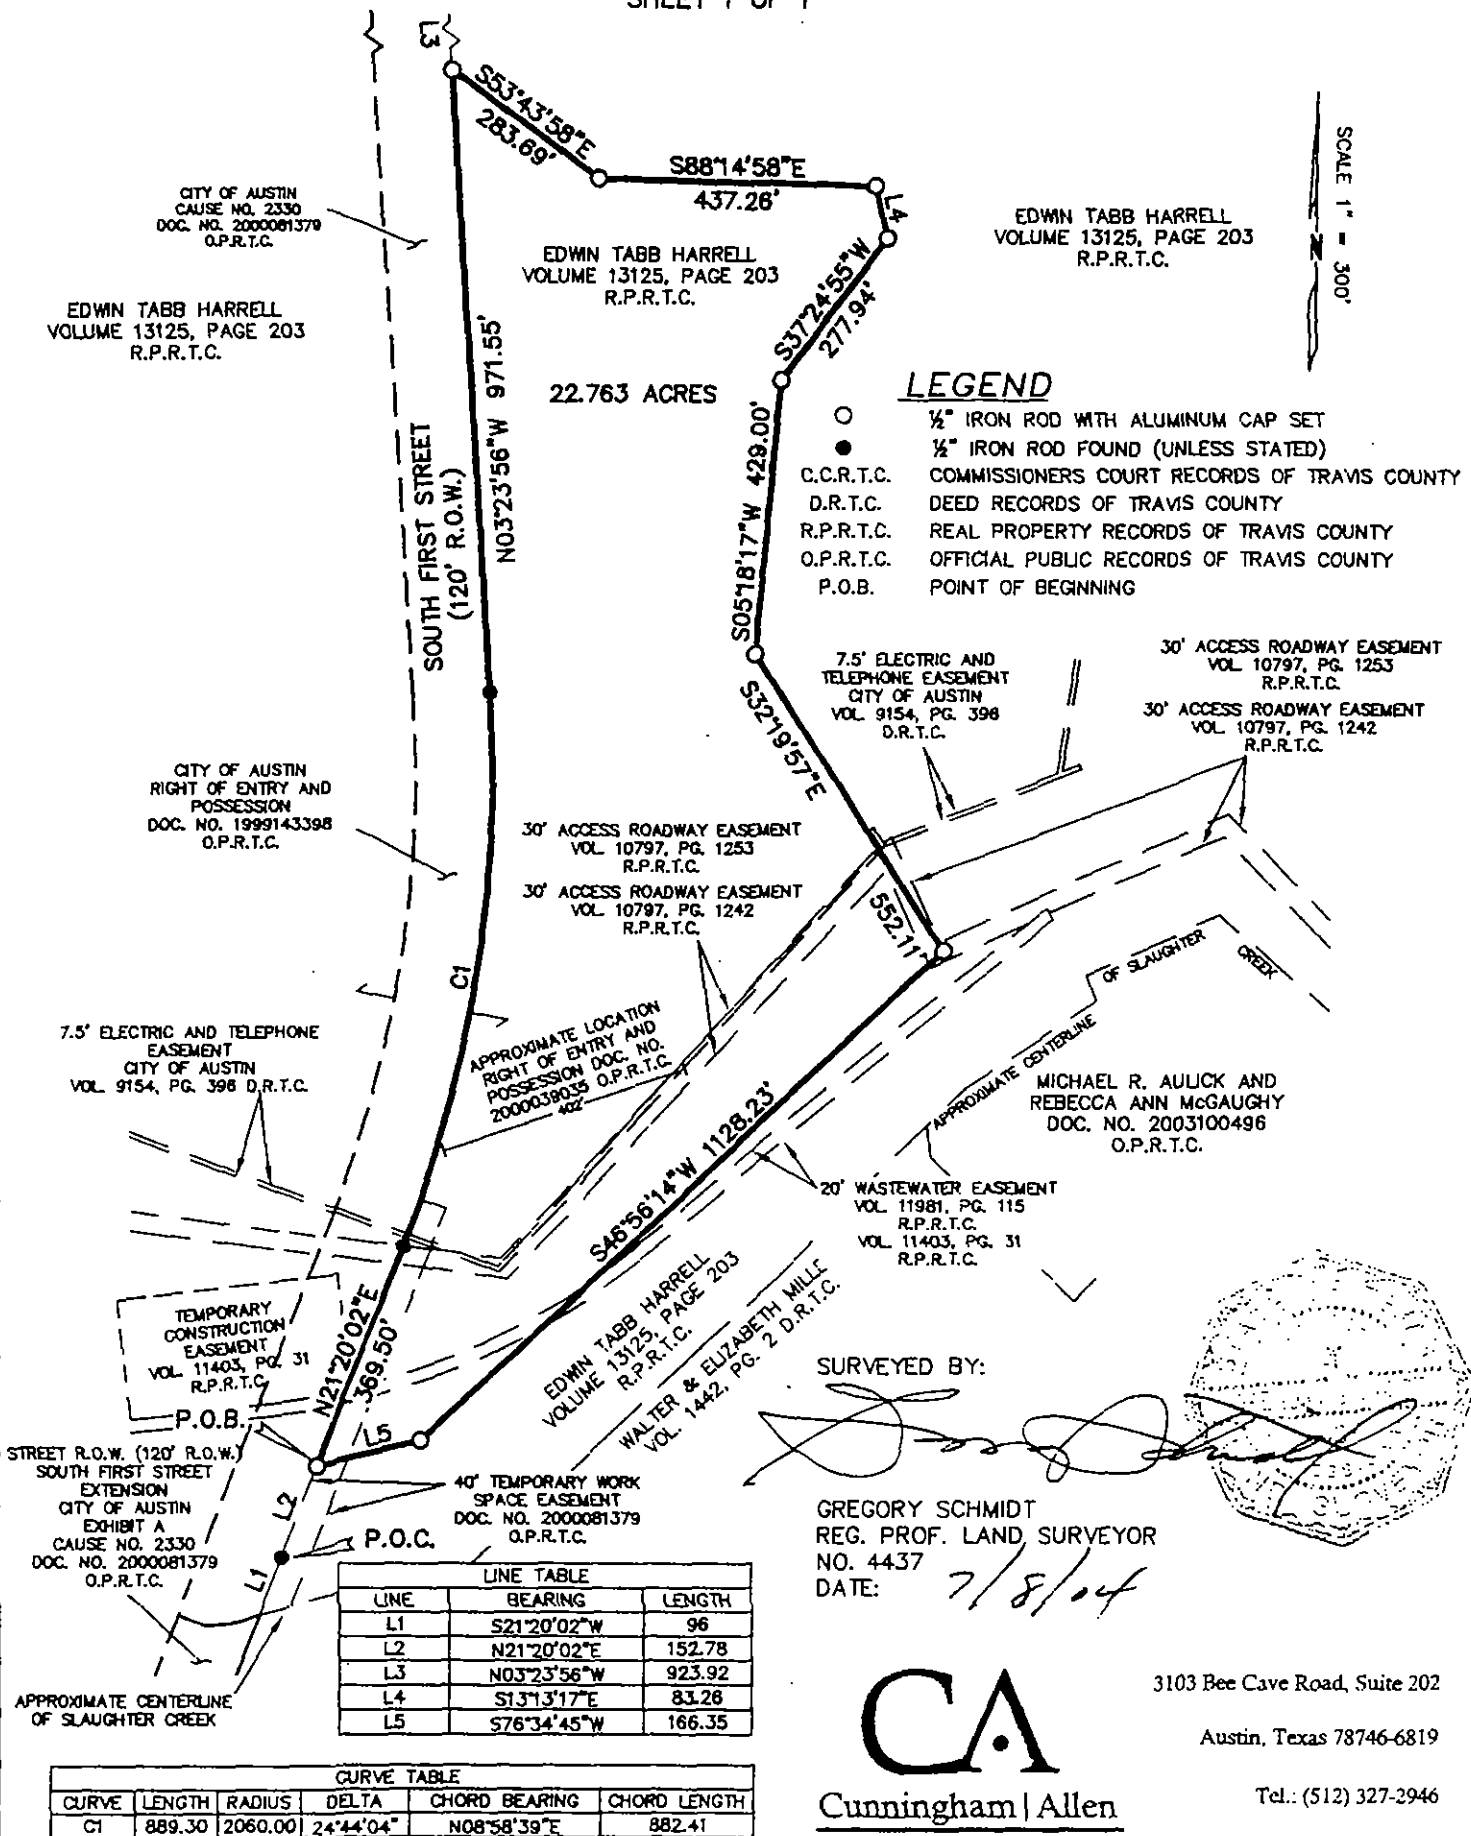 SHEET 1 OF 1
L3
S53°43'58"E
283.69'
S88°14'58"E
437.26'
L4
SCALE 1" = 300'
N
CITY OF AUSTIN
CAUSE NO. 2330
DOC. NO. 2000081379
O.P.R.T.C.
EDWIN TABB HARRELL
VOLUME 13125, PAGE 203
R.P.R.T.C.
EDWIN TABB HARRELL
VOLUME 13125, PAGE 203
R.P.R.T.C.
EDWIN TABB HARRELL
VOLUME 13125, PAGE 203
R.P.R.T.C.
S37°24'55"W
277.94'
N03°23'56"W 971.55'
22.763 ACRES
SOUTH FIRST STREET
(120' R.O.W.)
S05°18'17"W 429.00'
LEGEND
○ ½" IRON ROD WITH ALUMINUM CAP SET
● ½" IRON ROD FOUND (UNLESS STATED)
C.C.R.T.C. COMMISSIONERS COURT RECORDS OF TRAVIS COUNTY
D.R.T.C. DEED RECORDS OF TRAVIS COUNTY
R.P.R.T.C. REAL PROPERTY RECORDS OF TRAVIS COUNTY
O.P.R.T.C. OFFICIAL PUBLIC RECORDS OF TRAVIS COUNTY
P.O.B. POINT OF BEGINNING
S32°19'57"E
552.11'
7.5' ELECTRIC AND
TELEPHONE EASEMENT
CITY OF AUSTIN
VOL. 9154, PG. 396
D.R.T.C.
30' ACCESS ROADWAY EASEMENT
VOL. 10797, PG. 1253
R.P.R.T.C.
30' ACCESS ROADWAY EASEMENT
VOL. 10797, PG. 1242
R.P.R.T.C.
CITY OF AUSTIN
RIGHT OF ENTRY AND
POSSESSION
DOC. NO. 1999143398
O.P.R.T.C.
30' ACCESS ROADWAY EASEMENT
VOL. 10797, PG. 1253
R.P.R.T.C.
30' ACCESS ROADWAY EASEMENT
VOL. 10797, PG. 1242
R.P.R.T.C.
C1
APPROXIMATE LOCATION
RIGHT OF ENTRY AND
POSSESSION DOC. NO.
2000039035 O.P.R.T.C.
402'
APPROXIMATE CENTERLINE
OF SLAUGHTER
CREEK
7.5' ELECTRIC AND TELEPHONE
EASEMENT
CITY OF AUSTIN
VOL. 9154, PG. 396 D.R.T.C.
MICHAEL R. AULICK AND
REBECCA ANN McGAUGHY
DOC. NO. 2003100496
O.P.R.T.C.
S46°56'14"W 1128.23'
20' WASTEWATER EASEMENT
VOL. 11981, PG. 115
R.P.R.T.C.
VOL. 11403, PG. 31
R.P.R.T.C.
TEMPORARY
CONSTRUCTION
EASEMENT
VOL. 11403, PG. 31
R.P.R.T.C.
N21°20'02"E
369.50'
EDWIN TABB HARRELL
VOLUME 13125, PAGE 203
R.P.R.T.C.
WALTER & ELIZABETH MILLE
VOL. 1442, PG. 2 D.R.T.C.
P.O.B.
L5
STREET R.O.W. (120' R.O.W.)
SOUTH FIRST STREET
EXTENSION
CITY OF AUSTIN
EXHIBIT A
CAUSE NO. 2330
DOC. NO. 2000081379
O.P.R.T.C.
L2
40' TEMPORARY WORK
SPACE EASEMENT
DOC. NO. 2000081379
O.P.R.T.C.
P.O.C.
L1
APPROXIMATE CENTERLINE
OF SLAUGHTER CREEK
SURVEYED BY:
GREGORY SCHMIDT
REG. PROF. LAND SURVEYOR
NO. 4437
DATE: 7/8/04
LINE TABLE
LINE BEARING LENGTH
L1 S21°20'02"W 96
L2 N21°20'02"E 152.78
L3 N03°23'56"W 923.92
L4 S13°13'17"E 83.26
L5 S76°34'45"W 166.35
CURVE TABLE
CURVE LENGTH RADIUS DELTA CHORD BEARING CHORD LENGTH
C1 889.30 2060.00 24°44'04" N08°58'39"E 882.41
CA
Cunningham | Allen
3103 Bee Cave Road, Suite 202
Austin, Texas 78746-6819
Tel.: (512) 327-2946